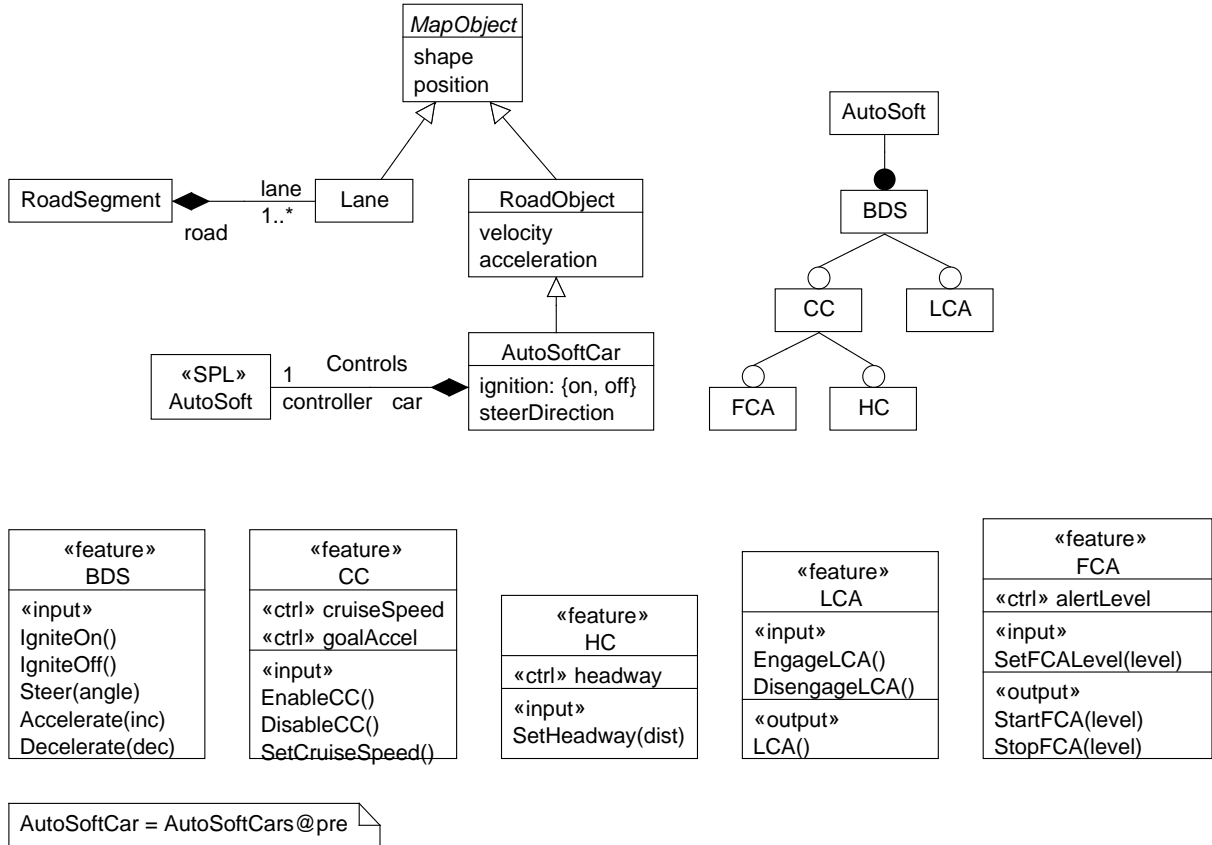 MapObject
shape
position
RoadSegment
lane
1..*
road
Lane
RoadObject
velocity
acceleration
AutoSoftCar
ignition: {on, off}
steerDirection
«SPL»
AutoSoft
1
Controls
controller
car
AutoSoft
BDS
CC
LCA
FCA
HC
«feature»
BDS
«input»
IgniteOn()
IgniteOff()
Steer(angle)
Accelerate(inc)
Decelerate(dec)
«feature»
CC
«ctrl» cruiseSpeed
«ctrl» goalAccel
«input»
EnableCC()
DisableCC()
SetCruiseSpeed()
«feature»
HC
«ctrl» headway
«input»
SetHeadway(dist)
«feature»
LCA
«input»
EngageLCA()
DisengageLCA()
«output»
LCA()
«feature»
FCA
«ctrl» alertLevel
«input»
SetFCALevel(level)
«output»
StartFCA(level)
StopFCA(level)
AutoSoftCar = AutoSoftCars@pre